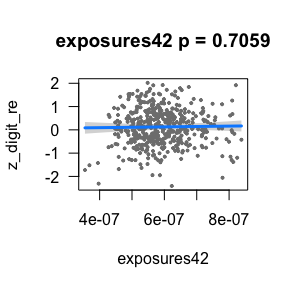 exposures42 p = 0.7059
z_digit_re
2
1
0
-1
-2
4e-07 6e-07 8e-07
exposures42